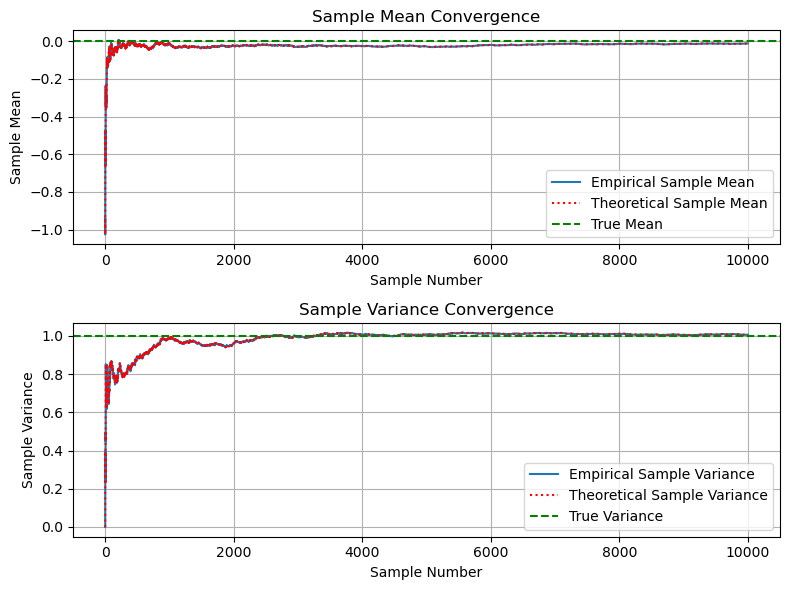 Sample Mean Convergence
0.0
−0.2
−0.4
−0.6
−0.8
−1.0
Sample Mean
Empirical Sample Mean
Theoretical Sample Mean
True Mean
0 2000 4000 6000 8000 10000
Sample Number
Sample Variance Convergence
1.0
0.8
0.6
0.4
0.2
0.0
Sample Variance
Empirical Sample Variance
Theoretical Sample Variance
True Variance
0 2000 4000 6000 8000 10000
Sample Number